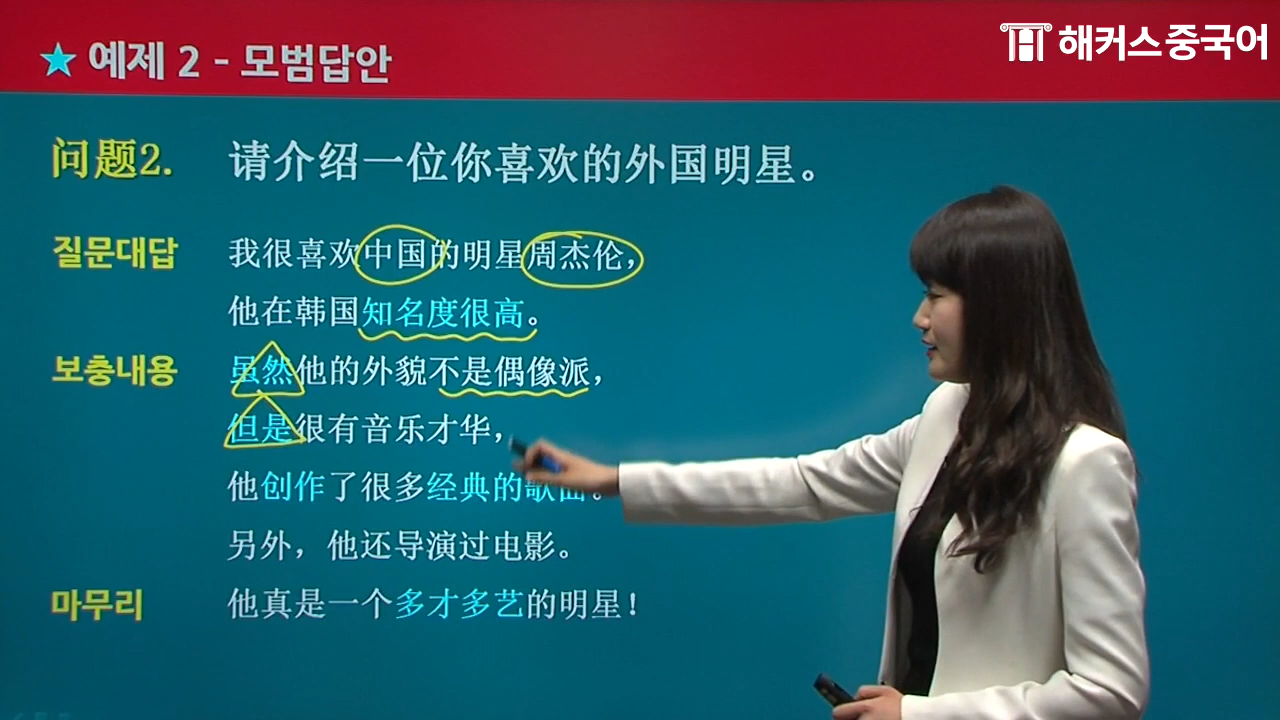 ★ 예제 2 - 모범답안
해커스중국어
问题2. 请介绍一位你喜欢的外国明星。
질문대답 我很喜欢中国的明星周杰伦,
他在韩国知名度很高。
보충내용 虽然他的外貌不是偶像派,
但是很有音乐才华,
他创作了很多经典的歌曲。
另外，他还导演过电影。
마무리 他真是一个多才多艺的明星！